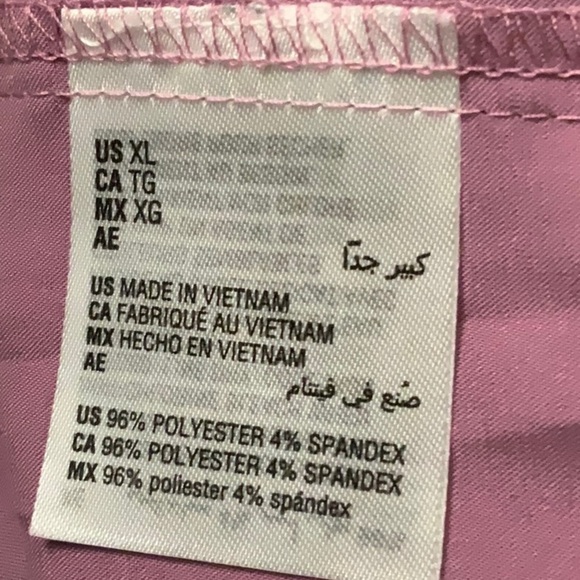 US XL
CA TG
MX XG
AE
كبير جدًا
US MADE IN VIETNAM
CA FABRIQUÉ AU VIETNAM
MX HECHO EN VIETNAM
AE
صُنع في فيتنام
US 96% POLYESTER 4% SPANDEX
CA 96% POLYESTER 4% SPANDEX
MX 96% poliester 4% spándex